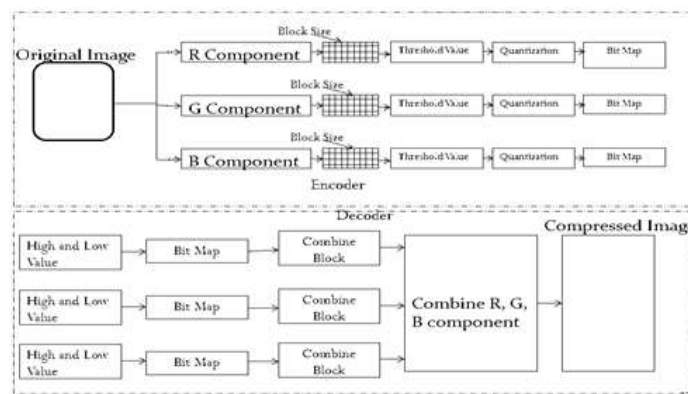 Original Image
Block Size
R Component
Threshold Value
Quantization
Bit Map
Block Size
G Component
Threshold Value
Quantization
Bit Map
Block Size
B Component
Threshold Value
Quantization
Bit Map
Encoder
Decoder
Compressed Image
High and Low
Value
Bit Map
Combine
Block
High and Low
Value
Bit Map
Combine
Block
Combine R, G,
B component
High and Low
Value
Bit Map
Combine
Block